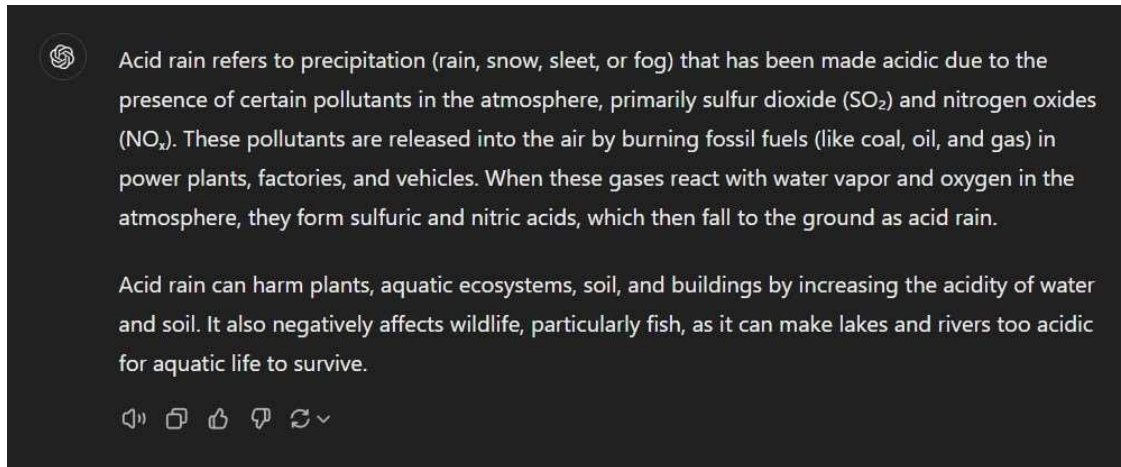 Acid rain refers to precipitation (rain, snow, sleet, or fog) that has been made acidic due to the
presence of certain pollutants in the atmosphere, primarily sulfur dioxide (SO₂) and nitrogen oxides
(NOₓ). These pollutants are released into the air by burning fossil fuels (like coal, oil, and gas) in
power plants, factories, and vehicles. When these gases react with water vapor and oxygen in the
atmosphere, they form sulfuric and nitric acids, which then fall to the ground as acid rain.
Acid rain can harm plants, aquatic ecosystems, soil, and buildings by increasing the acidity of water
and soil. It also negatively affects wildlife, particularly fish, as it can make lakes and rivers too acidic
for aquatic life to survive.